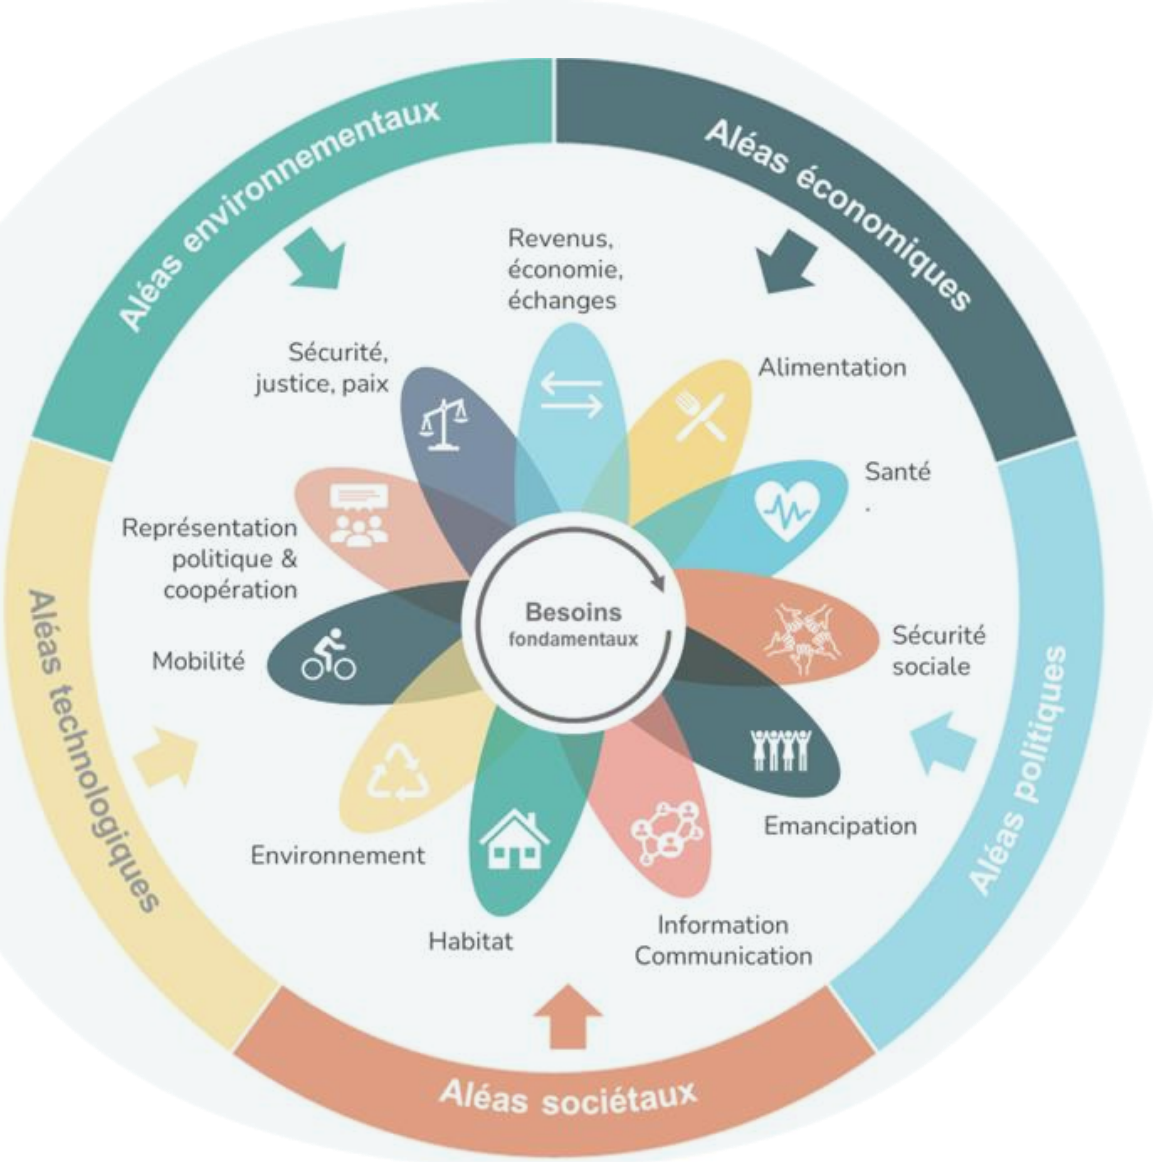 Aléas environnementaux
Aléas économiques
Revenus,
économie,
échanges
Sécurité,
justice, paix
Alimentation
Santé
.
Représentation
politique &
coopération
Besoins
fondamentaux
Sécurité
sociale
Mobilité
Aléas technologiques
Aléas politiques
Emancipation
Environnement
Habitat
Information
Communication
Aléas sociétaux